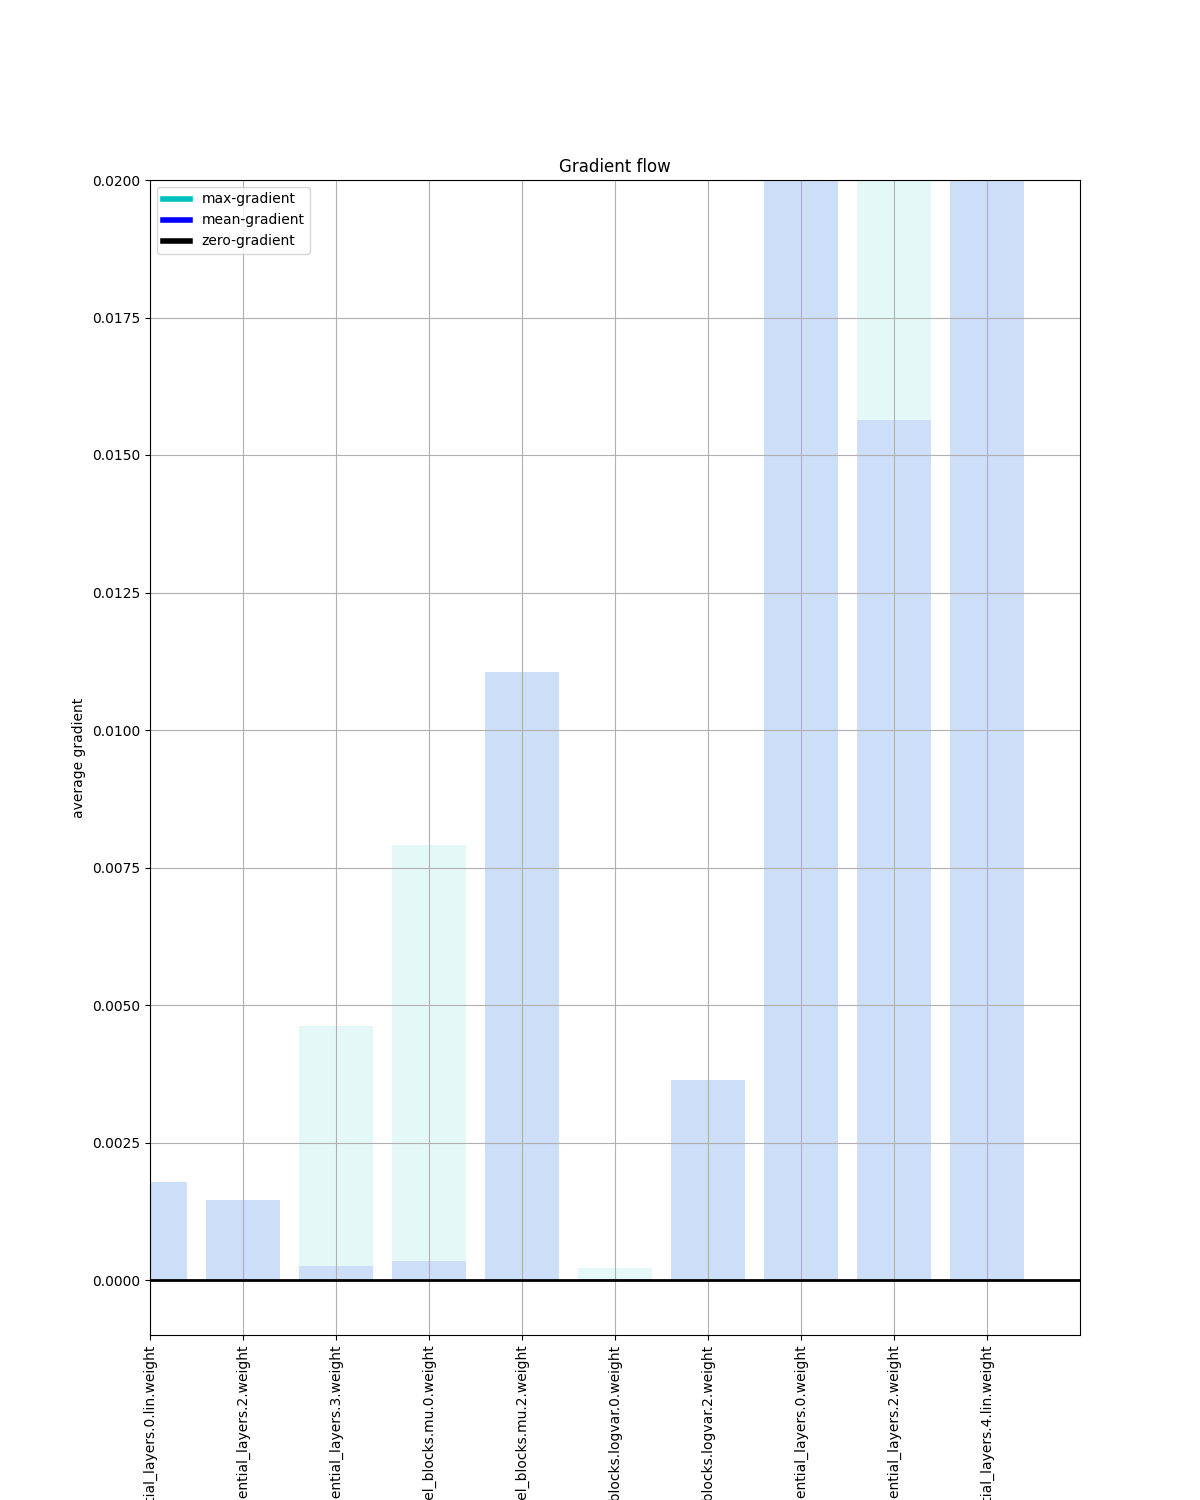 Gradient flow
max-gradient
mean-gradient
zero-gradient
0.0200
0.0175
0.0150
0.0125
0.0100
0.0075
0.0050
0.0025
0.0000
average gradient
tial_layers.0.lin.weight
ential_layers.2.weight
ential_layers.3.weight
el_blocks.mu.0.weight
el_blocks.mu.2.weight
blocks.logvar.0.weight
blocks.logvar.2.weight
ential_layers.0.weight
ential_layers.2.weight
tial_layers.4.lin.weight